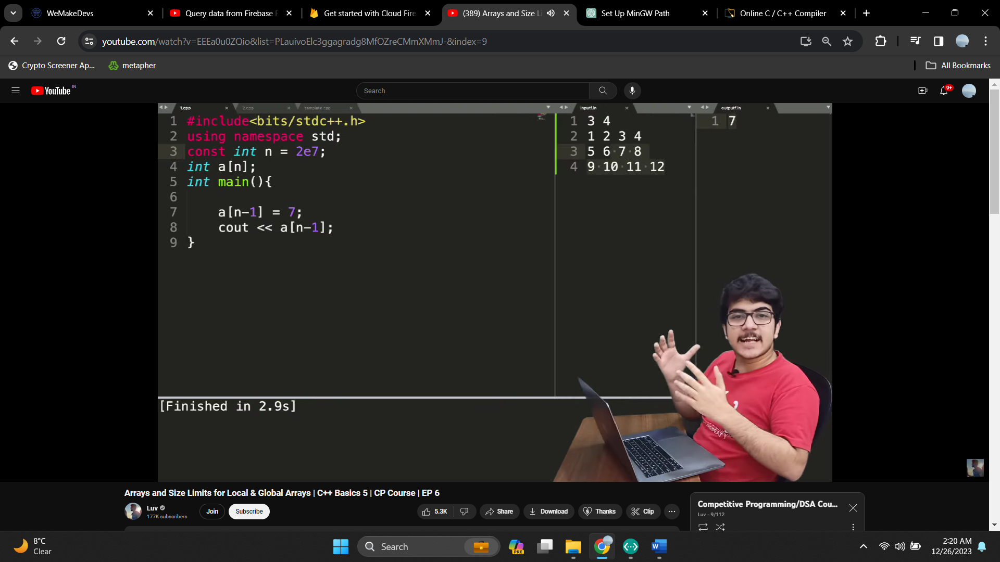 WeMakeDevs
Query data from Firebase F
Get started with Cloud Fire
(389) Arrays and Size Li
Set Up MinGW Path
Online C / C++ Compiler
youtube.com/watch?v=EEEa0u0ZQio&list=PLauivoElc3ggagradg8MfOZreCMmXMmJ-&index=9
Crypto Screener Ap...
metapher
All Bookmarks
YouTube IN
Search
9+
1.cpp
2.cpp
template.cpp
inputf.in
outputf.in
1 #include<bits/stdc++.h>
2 using namespace std;
3 const int n = 2e7;
4 int a[n];
5 int main(){
6
7 a[n-1] = 7;
8 cout << a[n-1];
9 }
1 3 4
2 1 2 3 4
3 5 6 7 8
4 9 10 11 12
1 7
[Finished in 2.9s]
Arrays and Size Limits for Local & Global Arrays | C++ Basics 5 | CP Course | EP 6
Luv
177K subscribers
Join
Subscribe
5.3K
Share
Download
Thanks
Clip
Competitive Programming/DSA Cou...
Luv - 9/112
8°C
Clear
Search
PRE
W
2:20 AM
12/26/2023